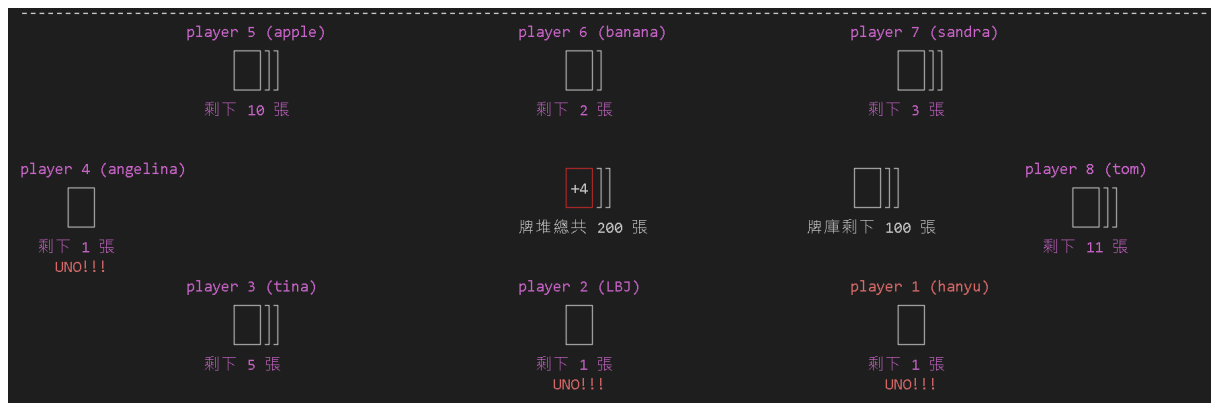 player 5 (apple)
player 6 (banana)
player 7 (sandra)
剩下 10 張
剩下 2 張
剩下 3 張
player 4 (angelina)
player 8 (tom)
+4
牌堆總共 200 張
牌庫剩下 100 張
剩下 1 張
UNO!!!
剩下 11 張
player 3 (tina)
player 2 (LBJ)
player 1 (hanyu)
剩下 5 張
剩下 1 張
UNO!!!
剩下 1 張
UNO!!!